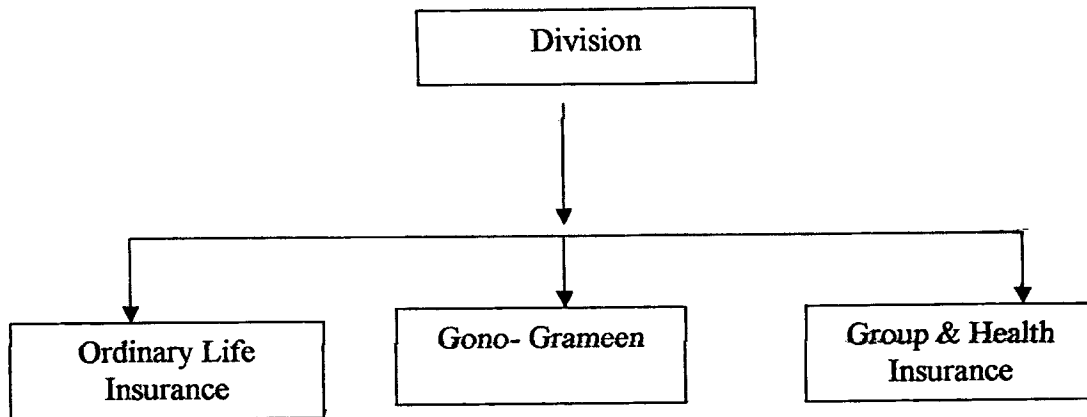 Division
Ordinary Life
Insurance
Gono- Grameen
Group & Health
Insurance